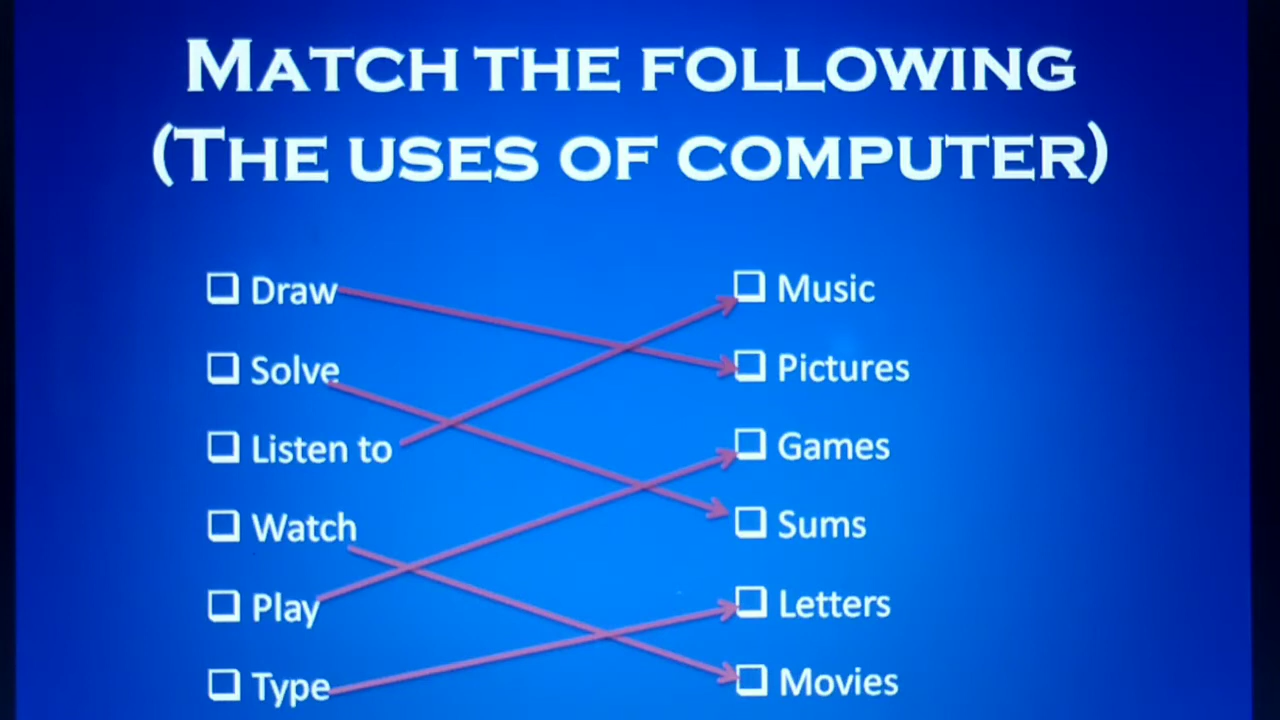 MATCH THE FOLLOWING
(THE USES OF COMPUTER)
❑ Draw
❑ Solve
❑ Listen to
❑ Watch
❑ Play
❑ Type
❑ Music
❑ Pictures
❑ Games
❑ Sums
❑ Letters
❑ Movies